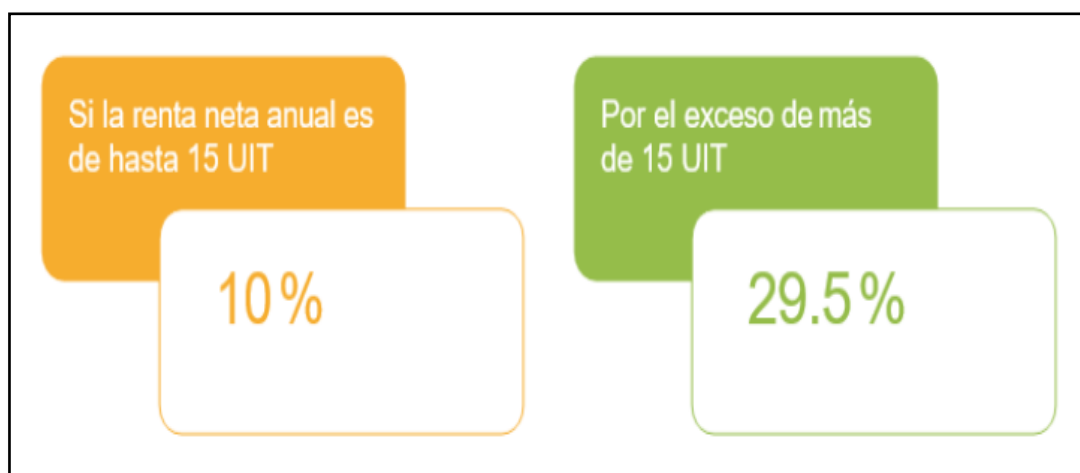 Si la renta neta anual es
de hasta 15 UIT
10%
Por el exceso de más
de 15 UIT
29.5%